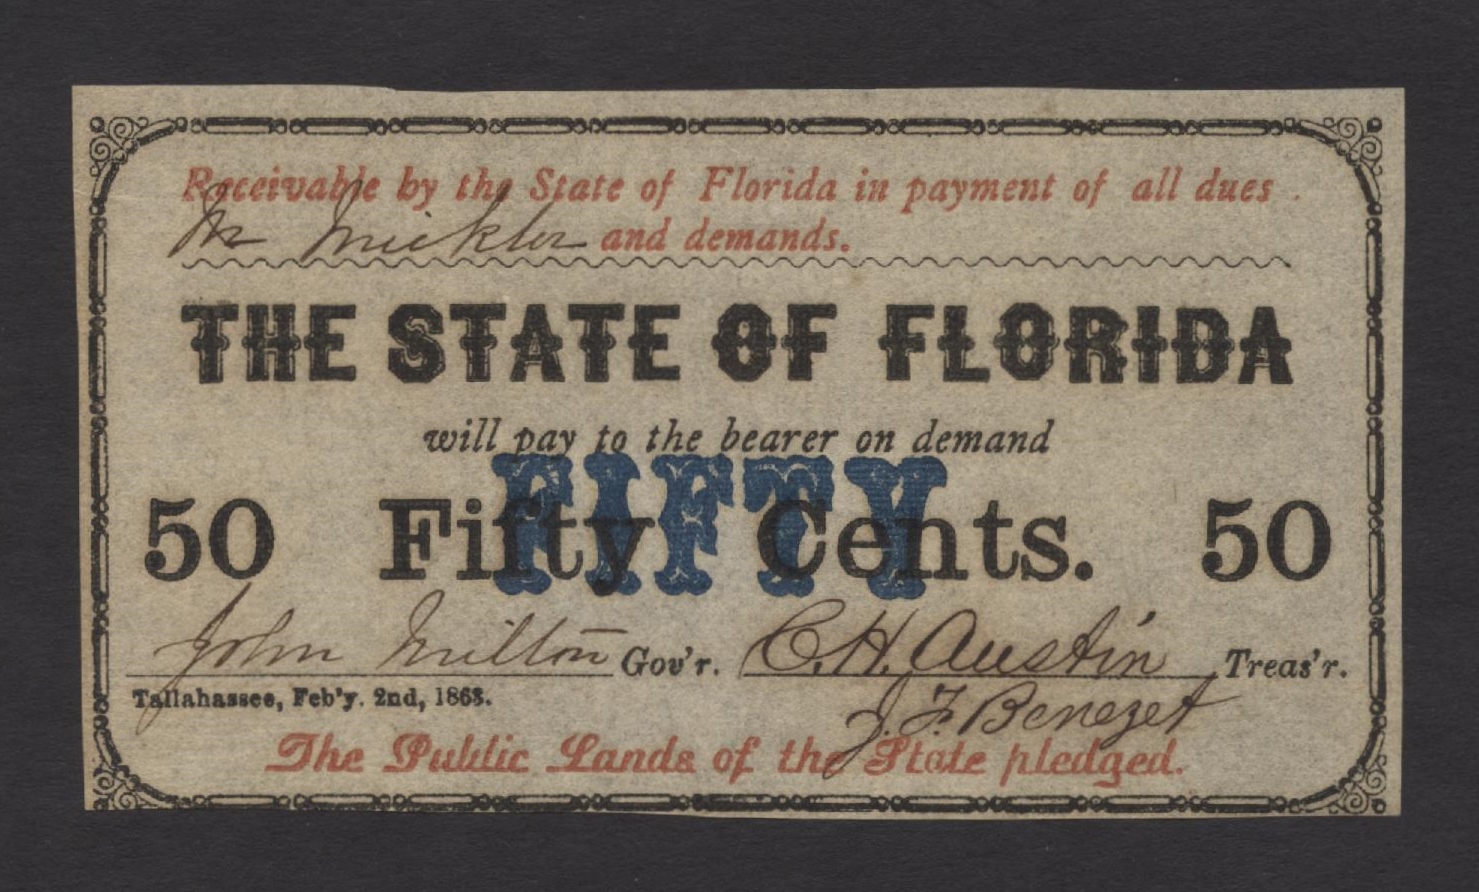 Receivable by the State of Florida in payment of all dues
M Mickler and demands.
THE STATE OF FLORIDA
will pay to the bearer on demand
FIFTY
50 Fifty Cents. 50
John Milton Gov'r. C. H. Austin Treas'r.
Tallahassee, Feb'y. 2nd, 1863. J. F. Benezet
The Public Lands of the State pledged.